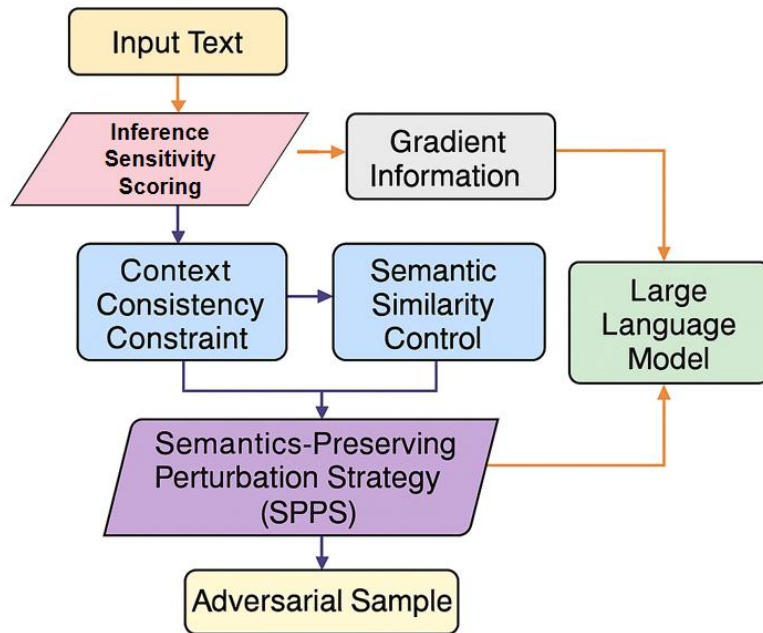 Input Text
Inference
Sensitivity
Scoring
Gradient
Information
Context
Consistency
Constraint
Semantic
Similarity
Control
Large
Language
Model
Semantics-Preserving
Perturbation Strategy
(SPPS)
Adversarial Sample